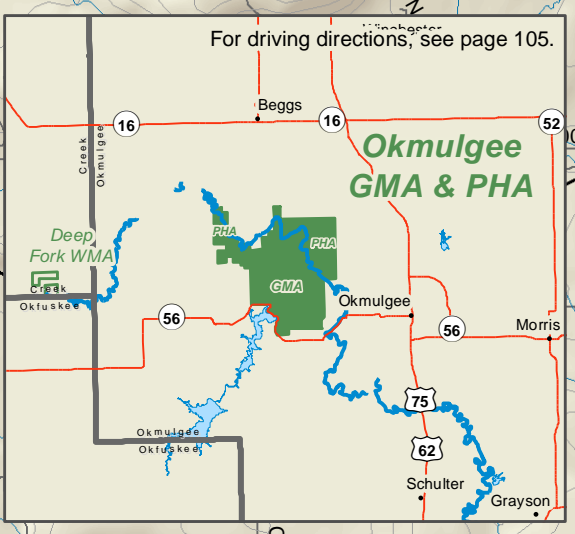 Winchester
For driving directions, see page 105.
Beggs
16
16
52
Creek
Okmulgee
Okmulgee
GMA & PHA
PHA
PHA
Deep
Fork WMA
GMA
Creek
Okfuskee
Okmulgee
56
56
Morris
75
Okmulgee
Okfuskee
62
Schulter
Grayson